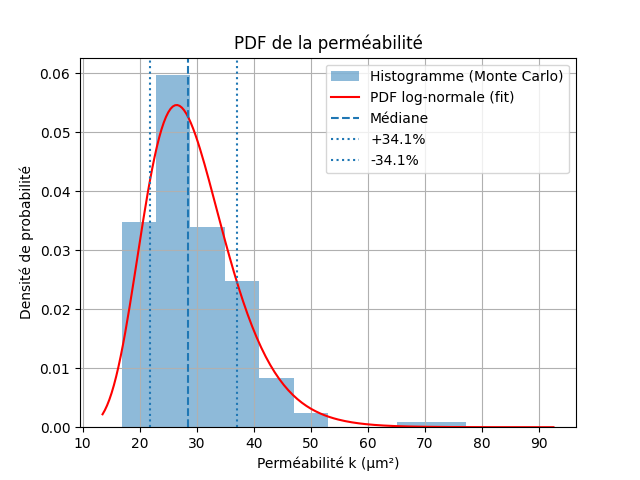 PDF de la perméabilité
Histogramme (Monte Carlo)
PDF log-normale (fit)
Médiane
+34.1%
-34.1%
Densité de probabilité
0.06
0.05
0.04
0.03
0.02
0.01
0.00
10 20 30 40 50 60 70 80 90
Perméabilité k (μm²)